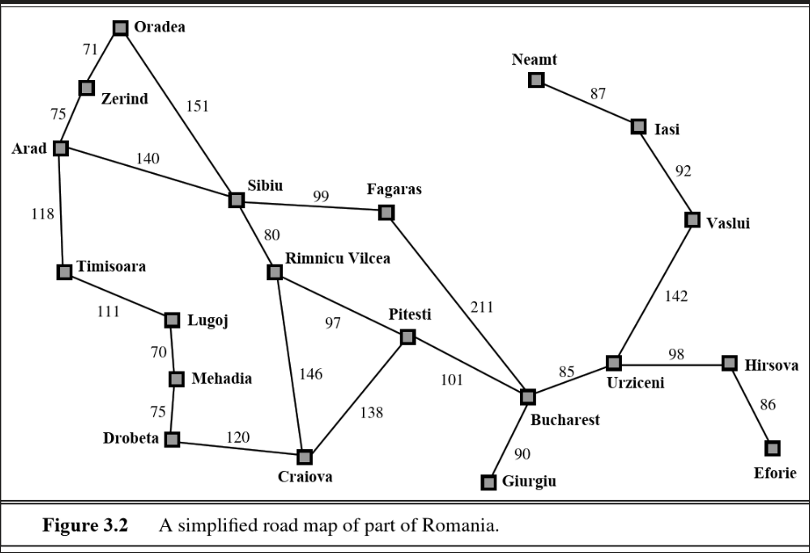 Oradea
71
Neamt
87
Zerind
151
75
Iasi
Arad
140
92
Sibiu
Fagaras
99
118
Vaslui
80
Timisoara
Rimnicu Vilcea
142
111
Lugoj
97
Pitesti
211
70
98
146
101
85
Hirsova
Mehadia
Urziceni
75
138
86
Bucharest
Drobeta
120
90
Craiova
Giurgiu
Eforie
Figure 3.2 A simplified road map of part of Romania.